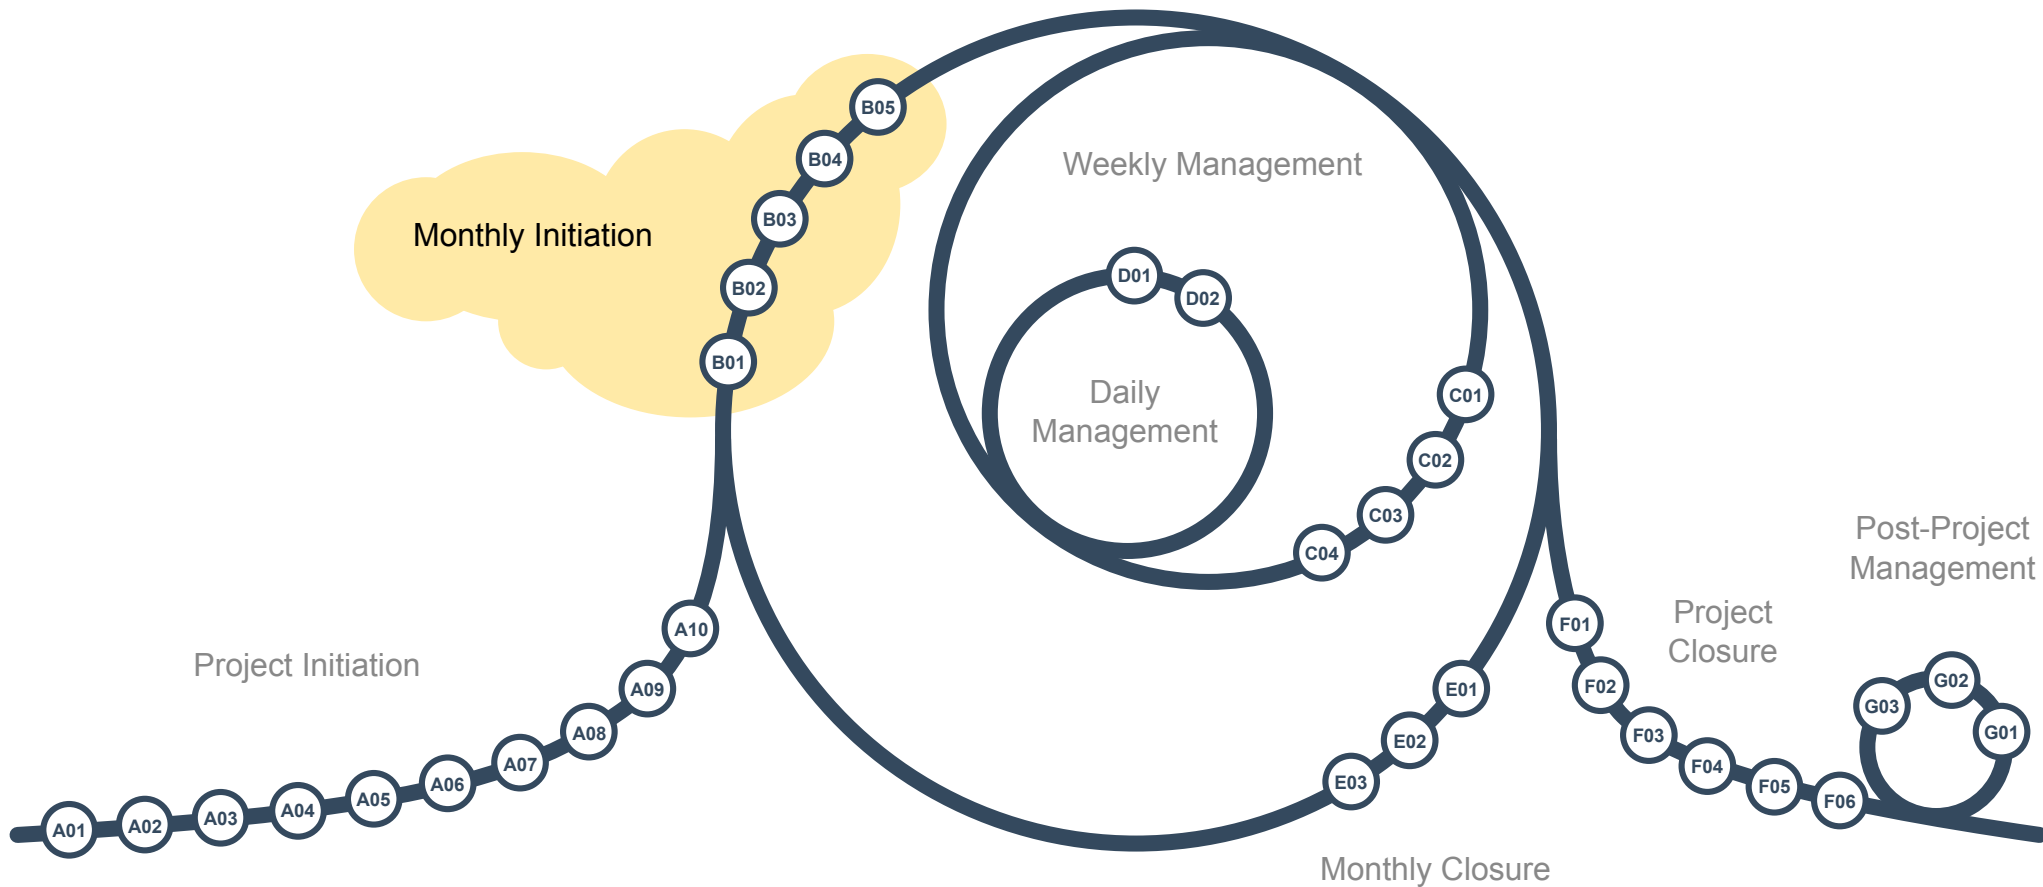 B05
B04
Weekly Management
B03
Monthly Initiation
D01
B02
D02
B01
Daily
Management
C01
C02
C03
C04
Post-Project
Management
Project
Closure
F01
A10
Project Initiation
A09
E01
F02
G02
G03
G01
A08
E02
F03
A07
E03
F04
A06
F05
A05
F06
A04
A03
A02
A01
Monthly Closure